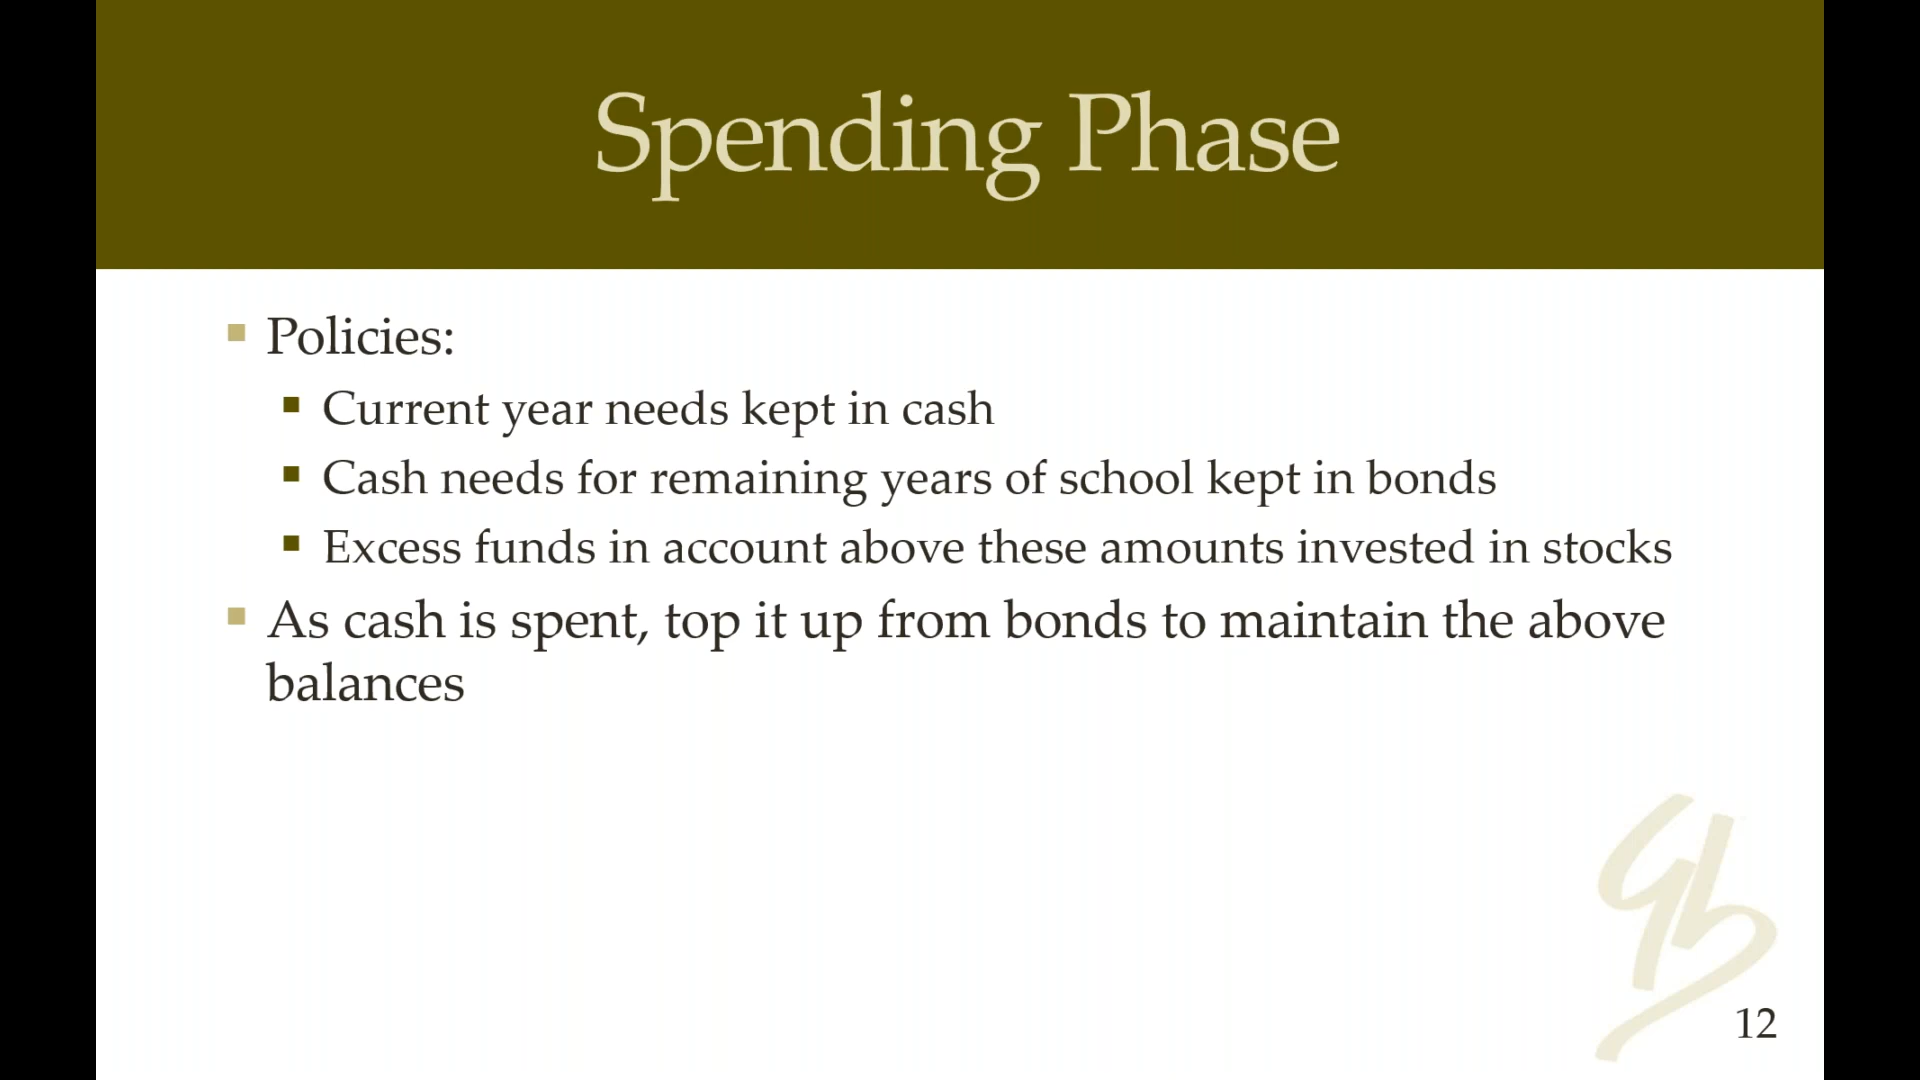 Spending Phase
Policies:
Current year needs kept in cash
Cash needs for remaining years of school kept in bonds
Excess funds in account above these amounts invested in stocks
As cash is spent, top it up from bonds to maintain the above
balances
12